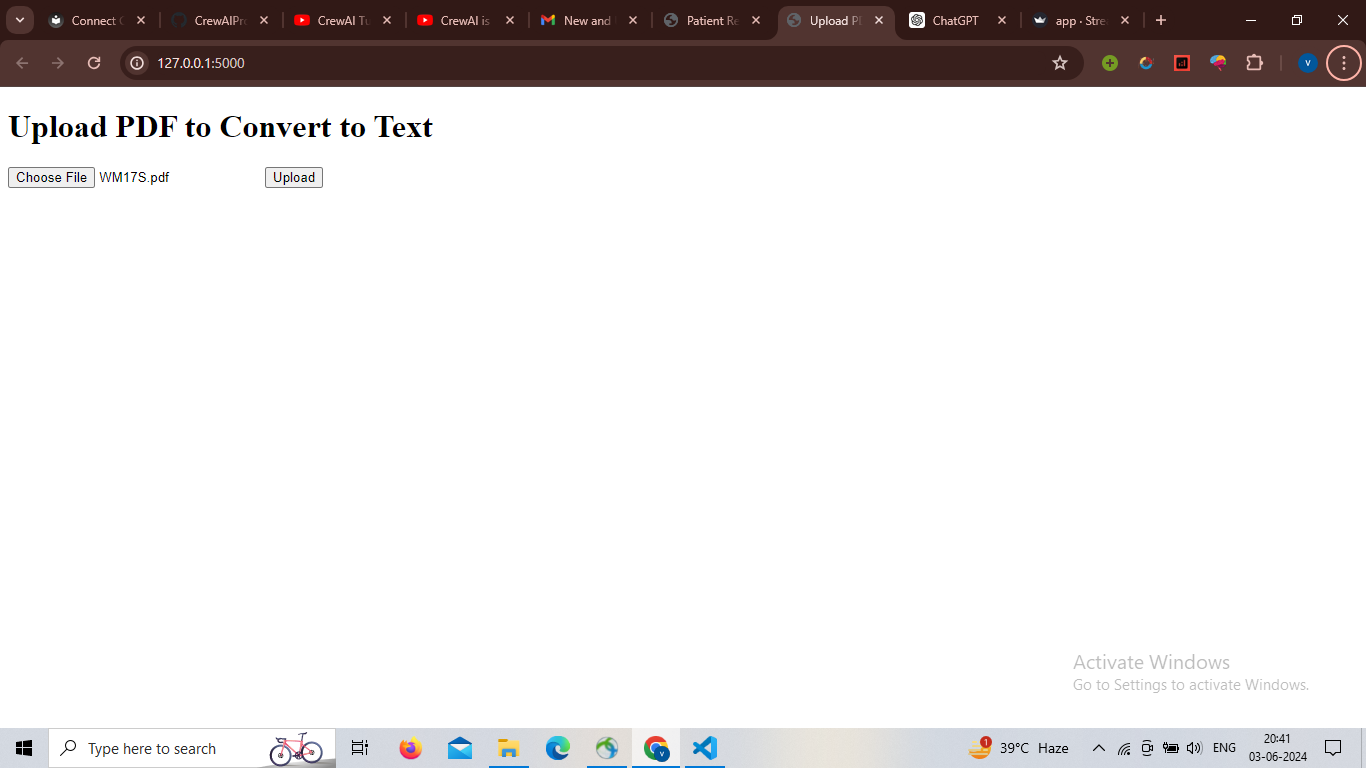 Connect C
CrewAIPro
CrewAI Tu
CrewAI is
New and
Patient Re
Upload PD
ChatGPT
app · Stre
127.0.0.1:5000
V
Upload PDF to Convert to Text
Choose File WM17S.pdf Upload
Activate Windows
Go to Settings to activate Windows.
Type here to search
V
1
39°C Haze
ENG
20:41
03-06-2024